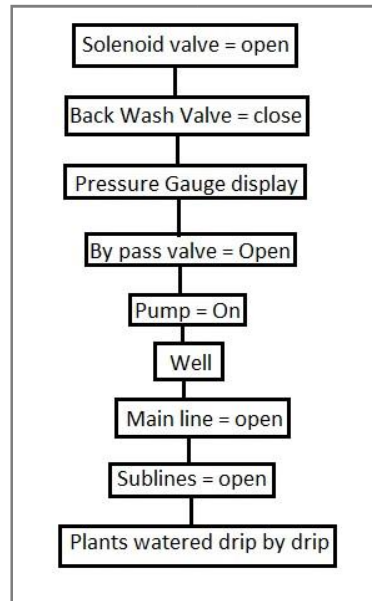 Solenoid valve = open
Back Wash Valve = close
Pressure Gauge display
By pass valve = Open
Pump = On
Well
Main line = open
Sublines = open
Plants watered drip by drip